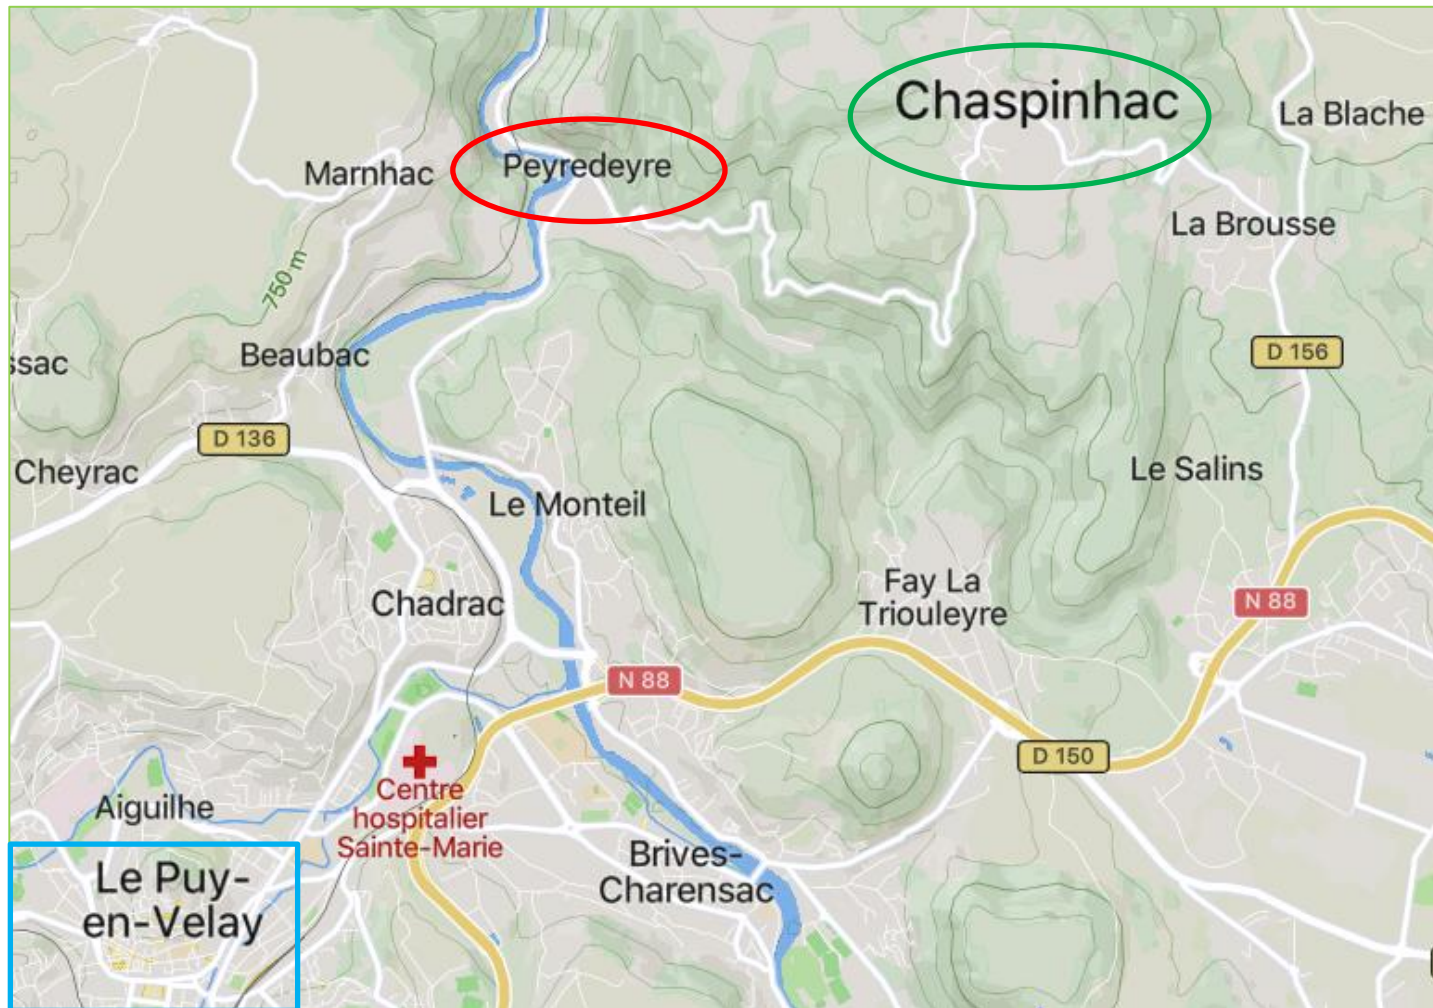 Chaspinhac
La Blache
Marnhac
Peyredeyre
La Brousse
750 m
Beaubac
ssac
D 156
D 136
Cheyrac
Le Salins
Le Monteil
Fay La
Triouleyre
Chadrac
N 88
N 88
D 150
Centre
hospitalier
Sainte-Marie
Aiguilhe
Brives-
Charensac
Le Puy-
en-Velay